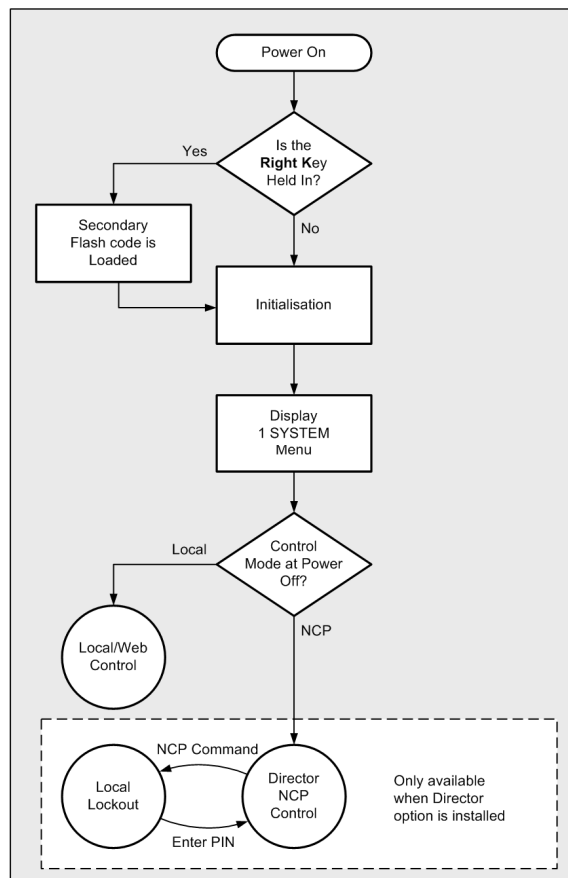 Power On
Is the
Right Key
Held In?
Yes
No
Secondary
Flash code is
Loaded
Initialisation
Display
1 SYSTEM
Menu
Control
Mode at Power
Off?
Local
NCP
Local/Web
Control
NCP Command
Local
Lockout
Director
NCP
Control
Enter PIN
Only available
when Director
option is installed